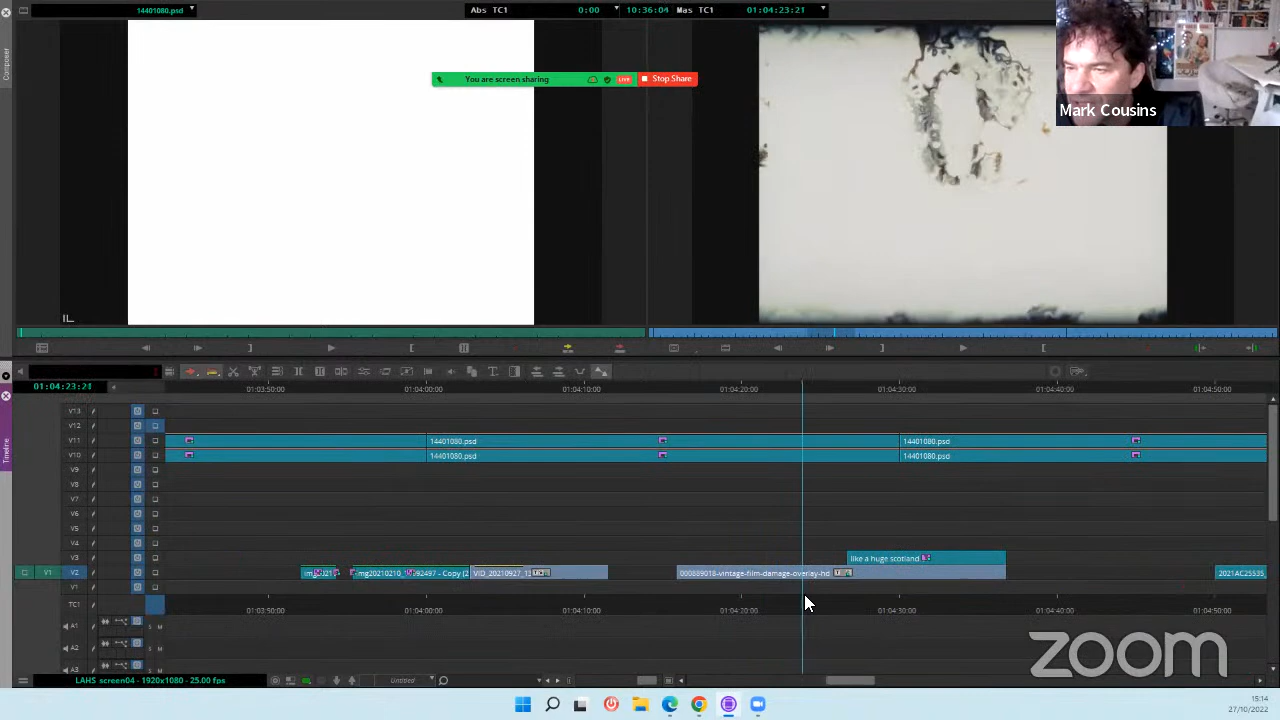 14401080.psd
Abs TC1 0:00 10:36:04 Mas TC1 01:04:23:21
You are screen sharing LIVE Stop Share
Mark Cousins
Composer
01:04:23:21
01:03:50:00 01:04:00:00 01:04:10:00 01:04:20:00 01:04:30:00 01:04:40:00 01:04:50:00
V13
V12
V11 14401080.psd 14401080.psd
V10 14401080.psd 14401080.psd
V9
V8
V7
V6
V5
V4
V3 like a huge scotland
V1 V2 000889018-vintage-film-damage-overlay-hd 2021AC25535
V1
TC1 01:03:50:00 01:04:00:00 01:04:10:00 01:04:20:00 01:04:30:00 01:04:40:00 01:04:50:00
A1 S M
A2 S M
A3
Timeline
zoom
LAHS screen04 - 1920x1080 - 25.00 fps Untitled
15:14
27/10/2022